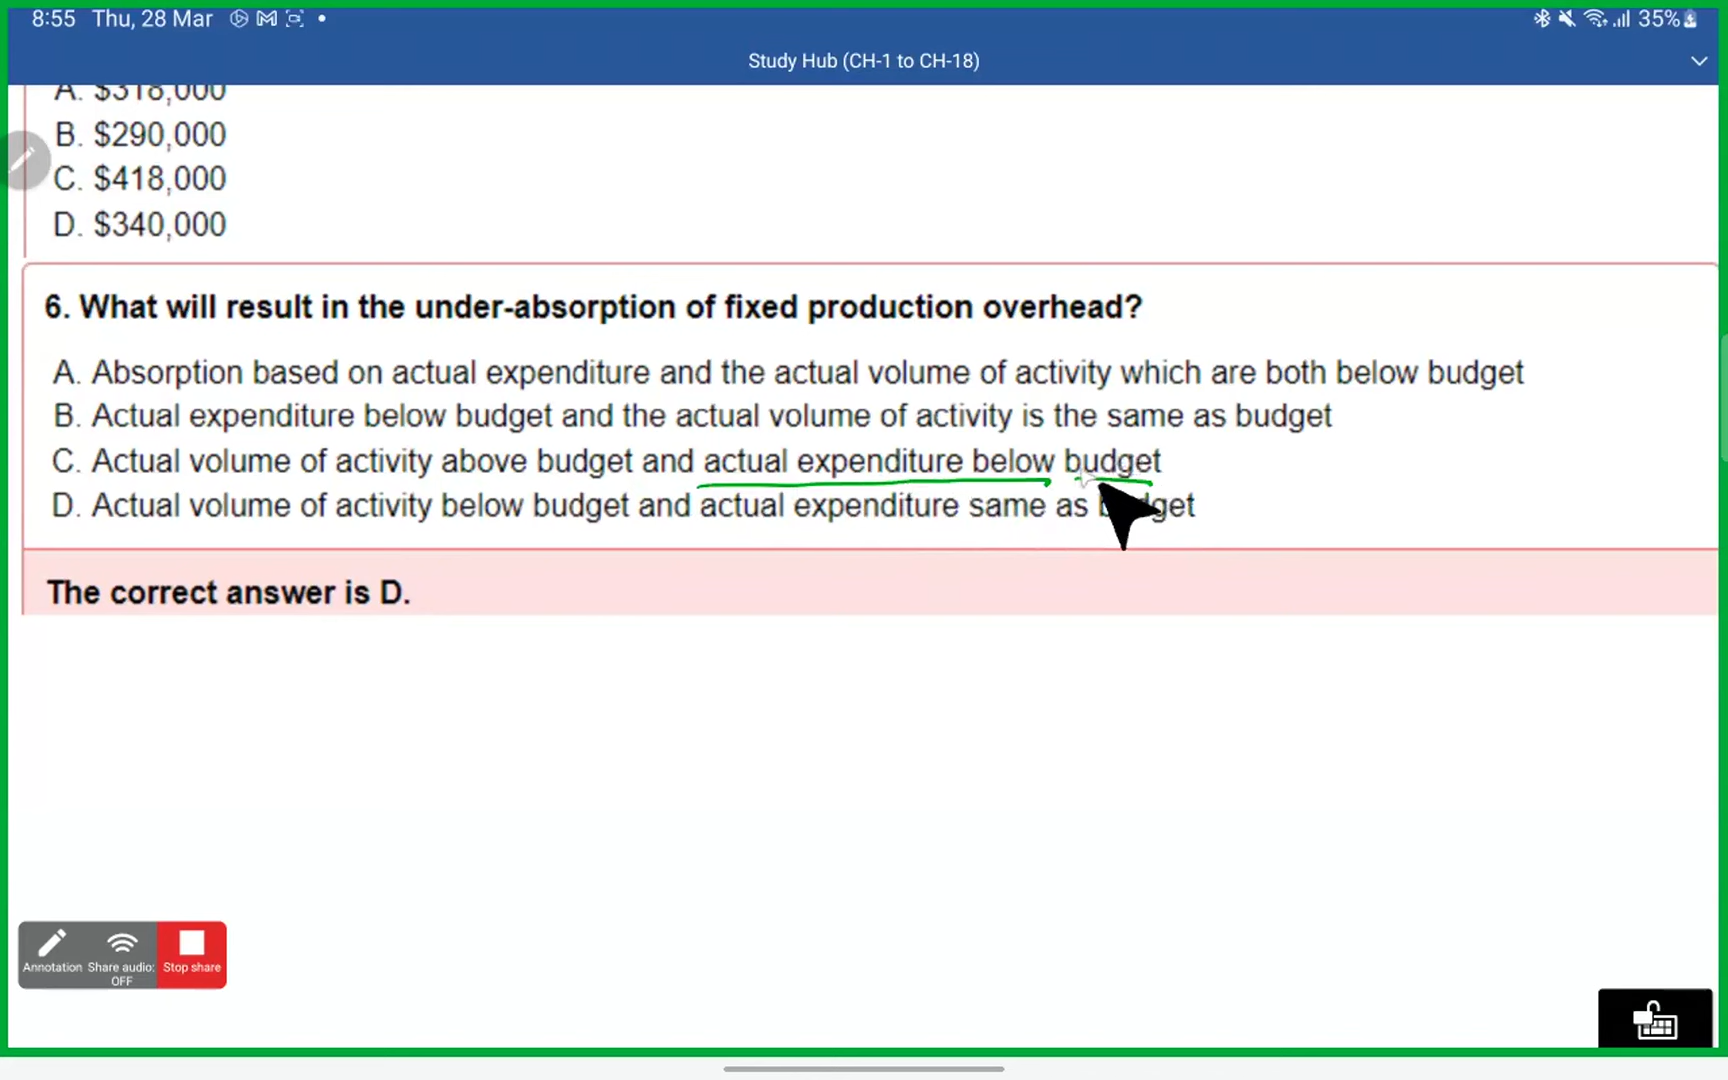 8:55 Thu, 28 Mar
35%
Study Hub (CH-1 to CH-18)
A. $318,000
B. $290,000
C. $418,000
D. $340,000
6. What will result in the under-absorption of fixed production overhead?
A. Absorption based on actual expenditure and the actual volume of activity which are both below budget
B. Actual expenditure below budget and the actual volume of activity is the same as budget
C. Actual volume of activity above budget and actual expenditure below budget
D. Actual volume of activity below budget and actual expenditure same as budget
The correct answer is D.
Annotation
Share audio:
OFF
Stop share